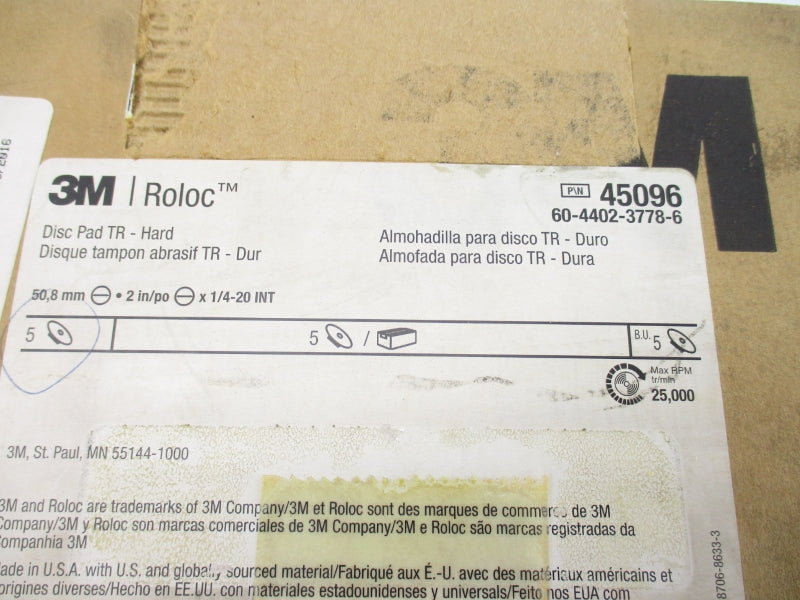 3M | Roloc™
P\N 45096
60-4402-3778-6
Disc Pad TR - Hard
Disque tampon abrasif TR - Dur
Almohadilla para disco TR - Duro
Almofada para disco TR - Dura
50,8 mm • 2 in/po x 1/4-20 INT
5
5 /
B.U. 5
Max RPM
tr/min
25,000
3M, St. Paul, MN 55144-1000
3M and Roloc are trademarks of 3M Company/3M et Roloc sont des marques de commerce de 3M
Company/3M y Roloc son marcas comerciales de 3M Company/3M e Roloc são marcas registradas da
Companhia 3M
Made in U.S.A. with U.S. and globally sourced material/Fabriqué aux É.-U. avec des matériaux américains et
origines diverses/Hecho en EE.UU. con materiales estadounidenses y universales/Feito nos EUA com
8706-8633-3
M